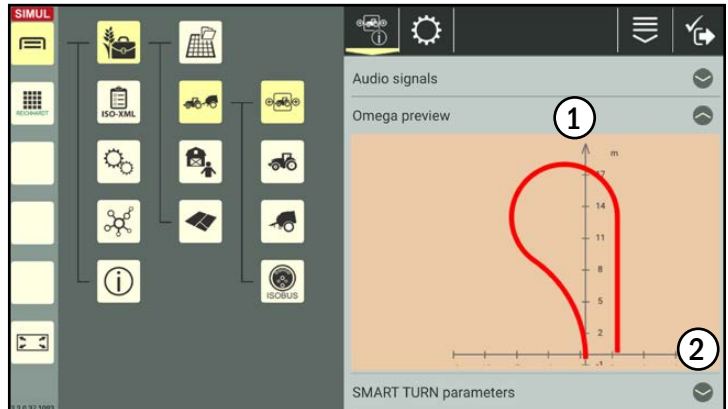 SIMUL
Audio signals
REICHHARDT
ISO-XML
Omega preview
1
m
17
14
11
8
5
2
-1
ISOBUS
2
SMART TURN parameters